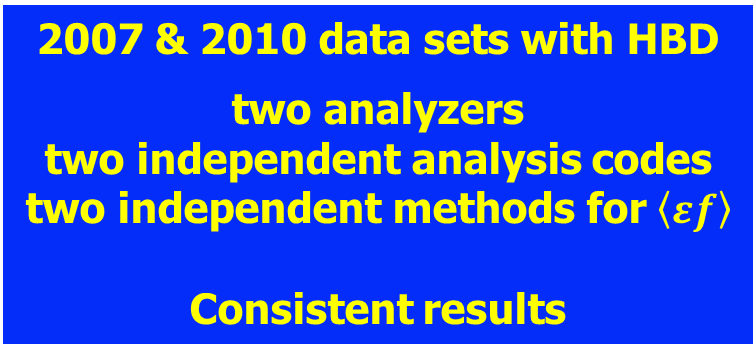 2007 & 2010 data sets with HBD
two analyzers
two independent analysis codes
two independent methods for ⟨εf⟩
Consistent results